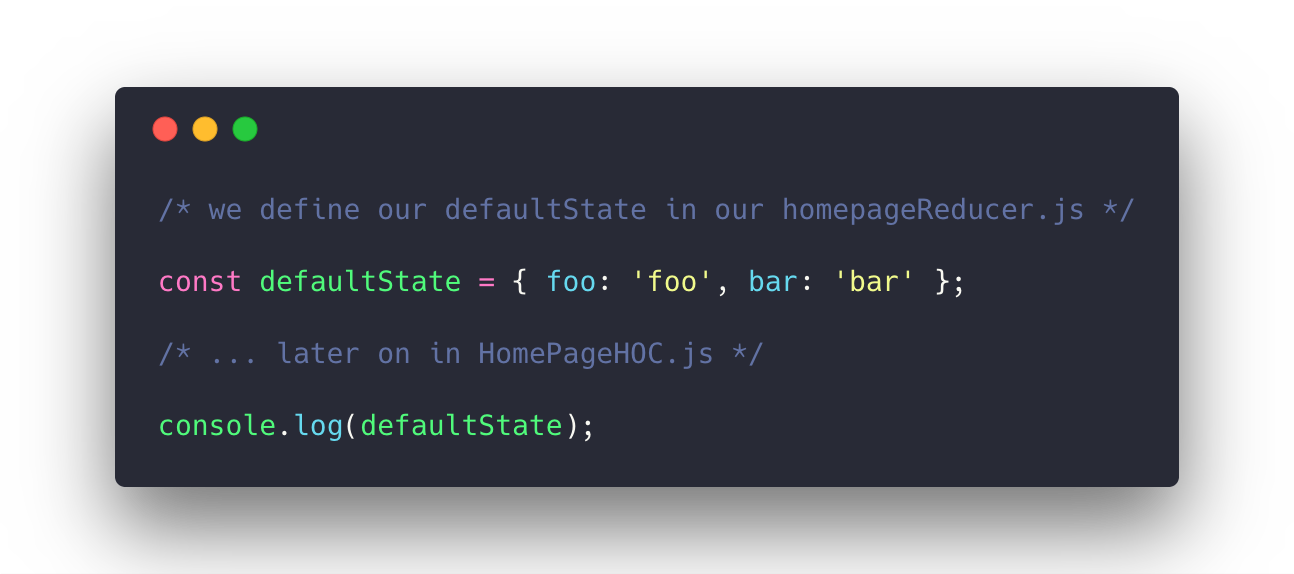 /* we define our defaultState in our homepageReducer.js */
const defaultState = { foo: 'foo', bar: 'bar' };
/* ... later on in HomePageHOC.js */
console.log(defaultState);